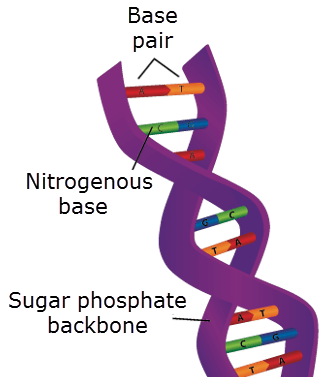 Base
pair
A T
C
A
Nitrogenous
base
G C
T A
Sugar phosphate
backbone
A T
C G
T A